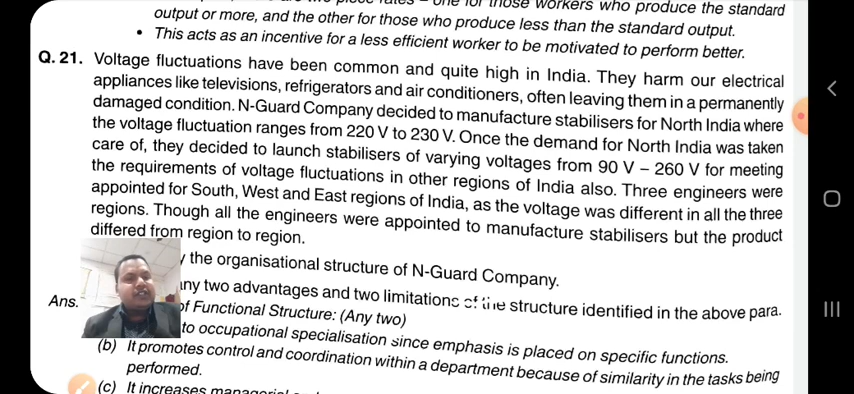 rates – one for those workers who produce the standard
output or more, and the other for those who produce less than the standard output.
• This acts as an incentive for a less efficient worker to be motivated to perform better.
Q. 21. Voltage fluctuations have been common and quite high in India. They harm our electrical
appliances like televisions, refrigerators and air conditioners, often leaving them in a permanently
damaged condition. N-Guard Company decided to manufacture stabilisers for North India where
the voltage fluctuation ranges from 220 V to 230 V. Once the demand for North India was taken
care of, they decided to launch stabilisers of varying voltages from 90 V – 260 V for meeting
the requirements of voltage fluctuations in other regions of India also. Three engineers were
appointed for South, West and East regions of India, as the voltage was different in all the three
regions. Though all the engineers were appointed to manufacture stabilisers but the product
differed from region to region.
the organisational structure of N-Guard Company.
any two advantages and two limitations of the structure identified in the above para.
Ans. of Functional Structure: (Any two)
to occupational specialisation since emphasis is placed on specific functions.
(b) It promotes control and coordination within a department because of similarity in the tasks being
performed.
(c) It increases